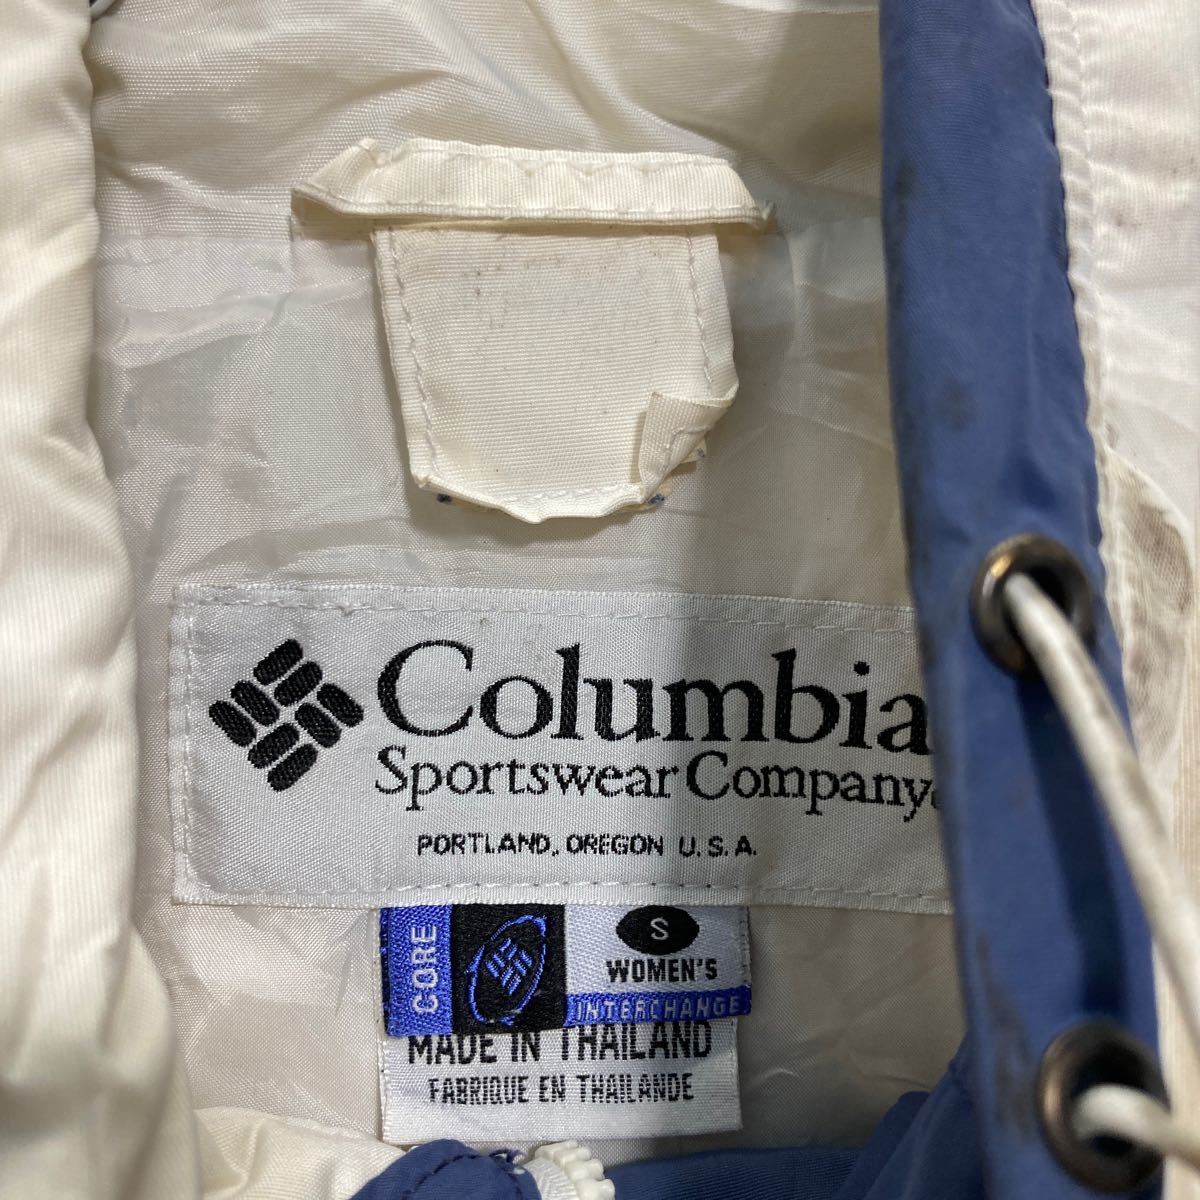 Columbia
Sportswear Company
PORTLAND, OREGON U.S.A.
CORE
S
WOMEN'S
INTERCHANGE
MADE IN THAILAND
FABRIQUE EN THAILANDE